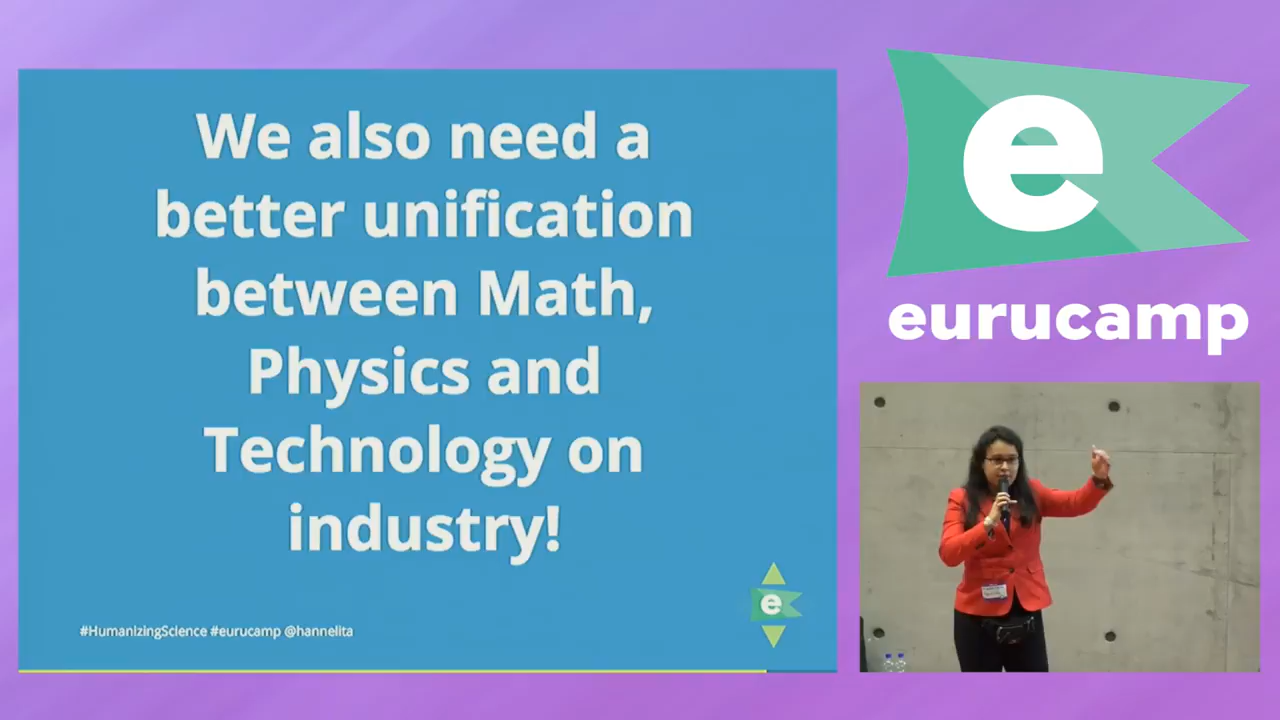 We also need a
better unification
between Math,
Physics and
Technology on
industry!
e
#HumanizingScience #eurucamp @hannelita
e
eurucamp